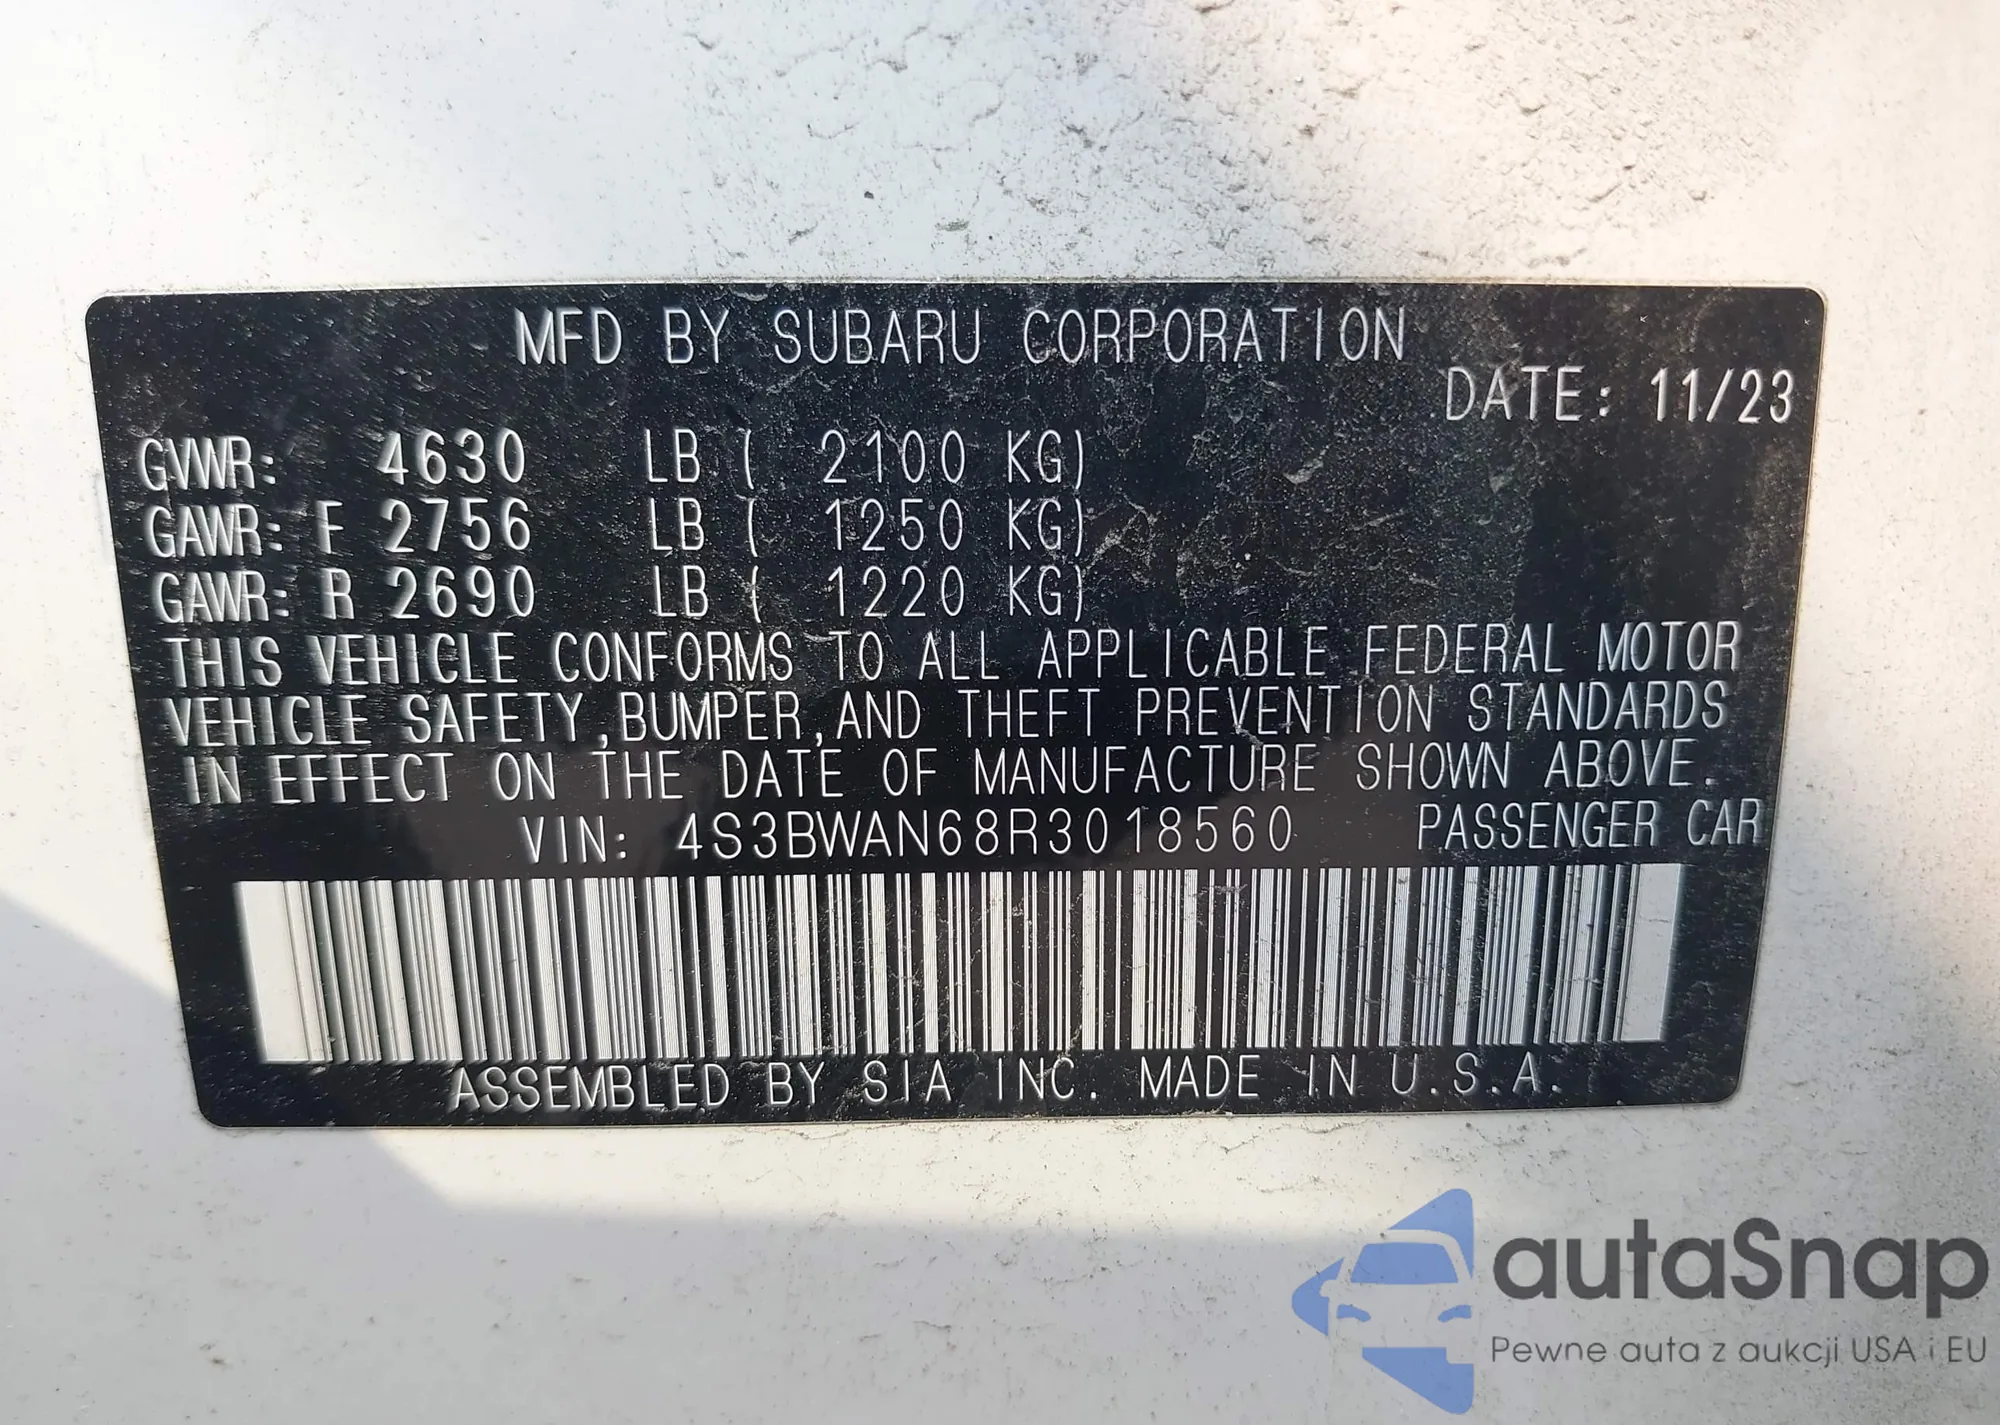 MFD BY SUBARU CORPORATION
DATE: 11/23
GVWR: 4630 LB ( 2100 KG)
GAWR: F 2756 LB ( 1250 KG)
GAWR: R 2690 LB ( 1220 KG)
THIS VEHICLE CONFORMS TO ALL APPLICABLE FEDERAL MOTOR
VEHICLE SAFETY,BUMPER,AND THEFT PREVENTION STANDARDS
IN EFFECT ON THE DATE OF MANUFACTURE SHOWN ABOVE.
VIN: 4S3BWAN68R3018560 PASSENGER CAR
ASSEMBLED BY SIA INC. MADE IN U.S.A.
autaSnap
Pewne auta z aukcji USA i EU